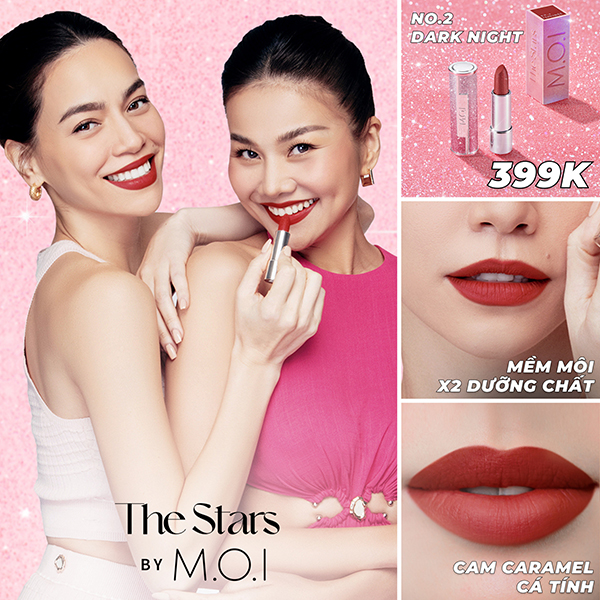 The Stars
BY M.O.I
NO.2
DARK NIGHT
M.O.I
399K
MỀM MÔI
X2 DƯỠNG CHẤT
CAM CARAMEL
CÁ TÍNH